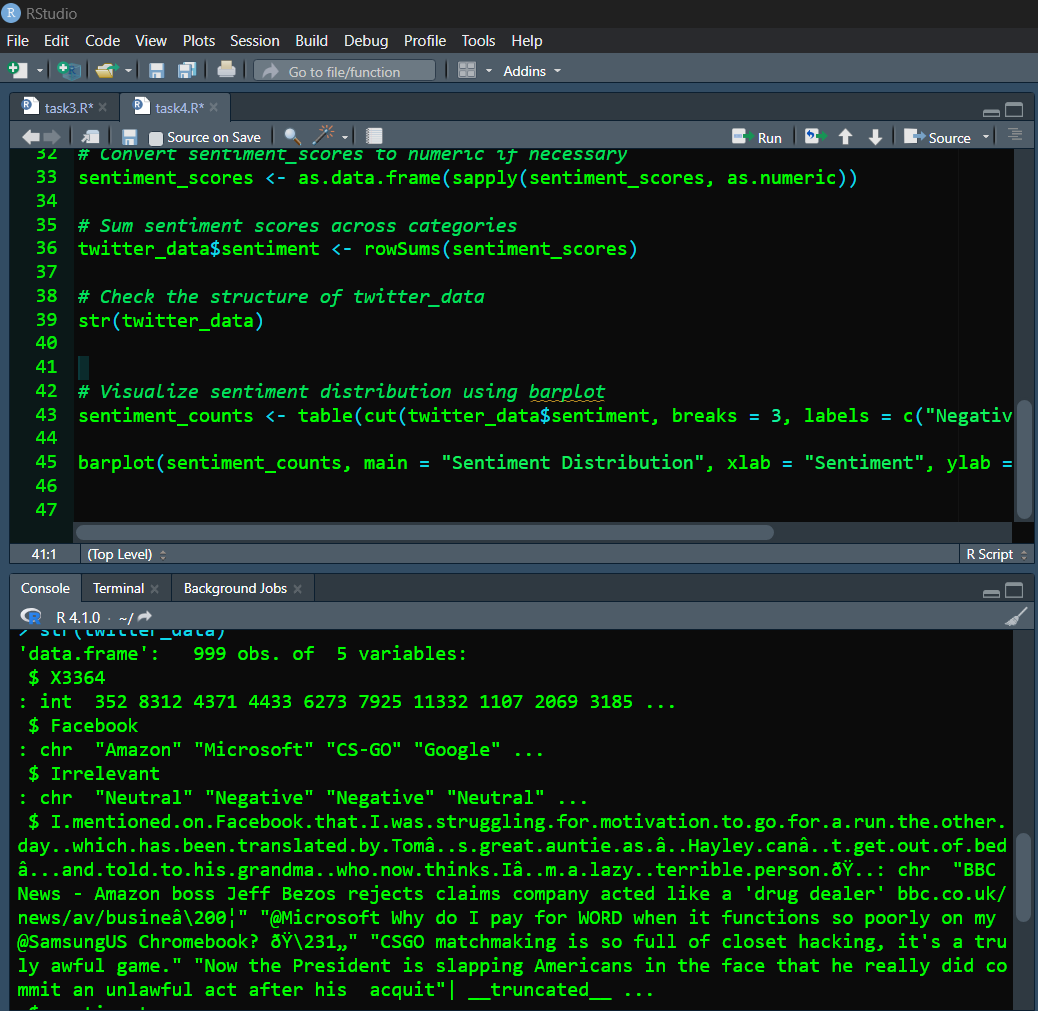 RStudio
File Edit Code View Plots Session Build Debug Profile Tools Help
Go to file/function Addins
task3.R* task4.R*
Source on Save Run Source
32 # Convert sentiment_scores to numeric if necessary
33 sentiment_scores <- as.data.frame(sapply(sentiment_scores, as.numeric))
34
35 # Sum sentiment scores across categories
36 twitter_data$sentiment <- rowSums(sentiment_scores)
37
38 # Check the structure of twitter_data
39 str(twitter_data)
40
41
42 # Visualize sentiment distribution using barplot
43 sentiment_counts <- table(cut(twitter_data$sentiment, breaks = 3, labels = c("Negativ
44
45 barplot(sentiment_counts, main = "Sentiment Distribution", xlab = "Sentiment", ylab =
46
47
41:1 (Top Level) R Script
Console Terminal Background Jobs
R 4.1.0 · ~/
> str(twitter_data)
'data.frame': 999 obs. of 5 variables:
$ X3364
: int 352 8312 4371 4433 6273 7925 11332 1107 2069 3185 ...
$ Facebook
: chr "Amazon" "Microsoft" "CS-GO" "Google" ...
$ Irrelevant
: chr "Neutral" "Negative" "Negative" "Neutral" ...
$ I.mentioned.on.Facebook.that.I.was.struggling.for.motivation.to.go.for.a.run.the.other.
day..which.has.been.translated.by.Tomâ..s.great.auntie.as.â..Hayley.canâ..t.get.out.of.bed
â...and.told.to.his.grandma..who.now.thinks.Iâ..m.a.lazy..terrible.person.ðŸ..: chr "BBC
News - Amazon boss Jeff Bezos rejects claims company acted like a 'drug dealer' bbc.co.uk/
news/av/busineâ\200¦" "@Microsoft Why do I pay for WORD when it functions so poorly on my
@SamsungUS Chromebook? ðŸ\231„" "CSGO matchmaking is so full of closet hacking, it's a tru
ly awful game." "Now the President is slapping Americans in the face that he really did co
mmit an unlawful act after his acquit"| __truncated__ ...